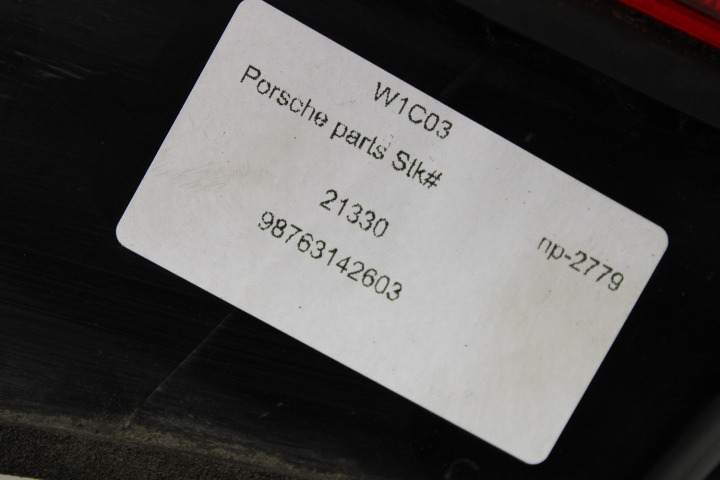 W1C03
Porsche parts Stk#
21330
np-2779
98763142603